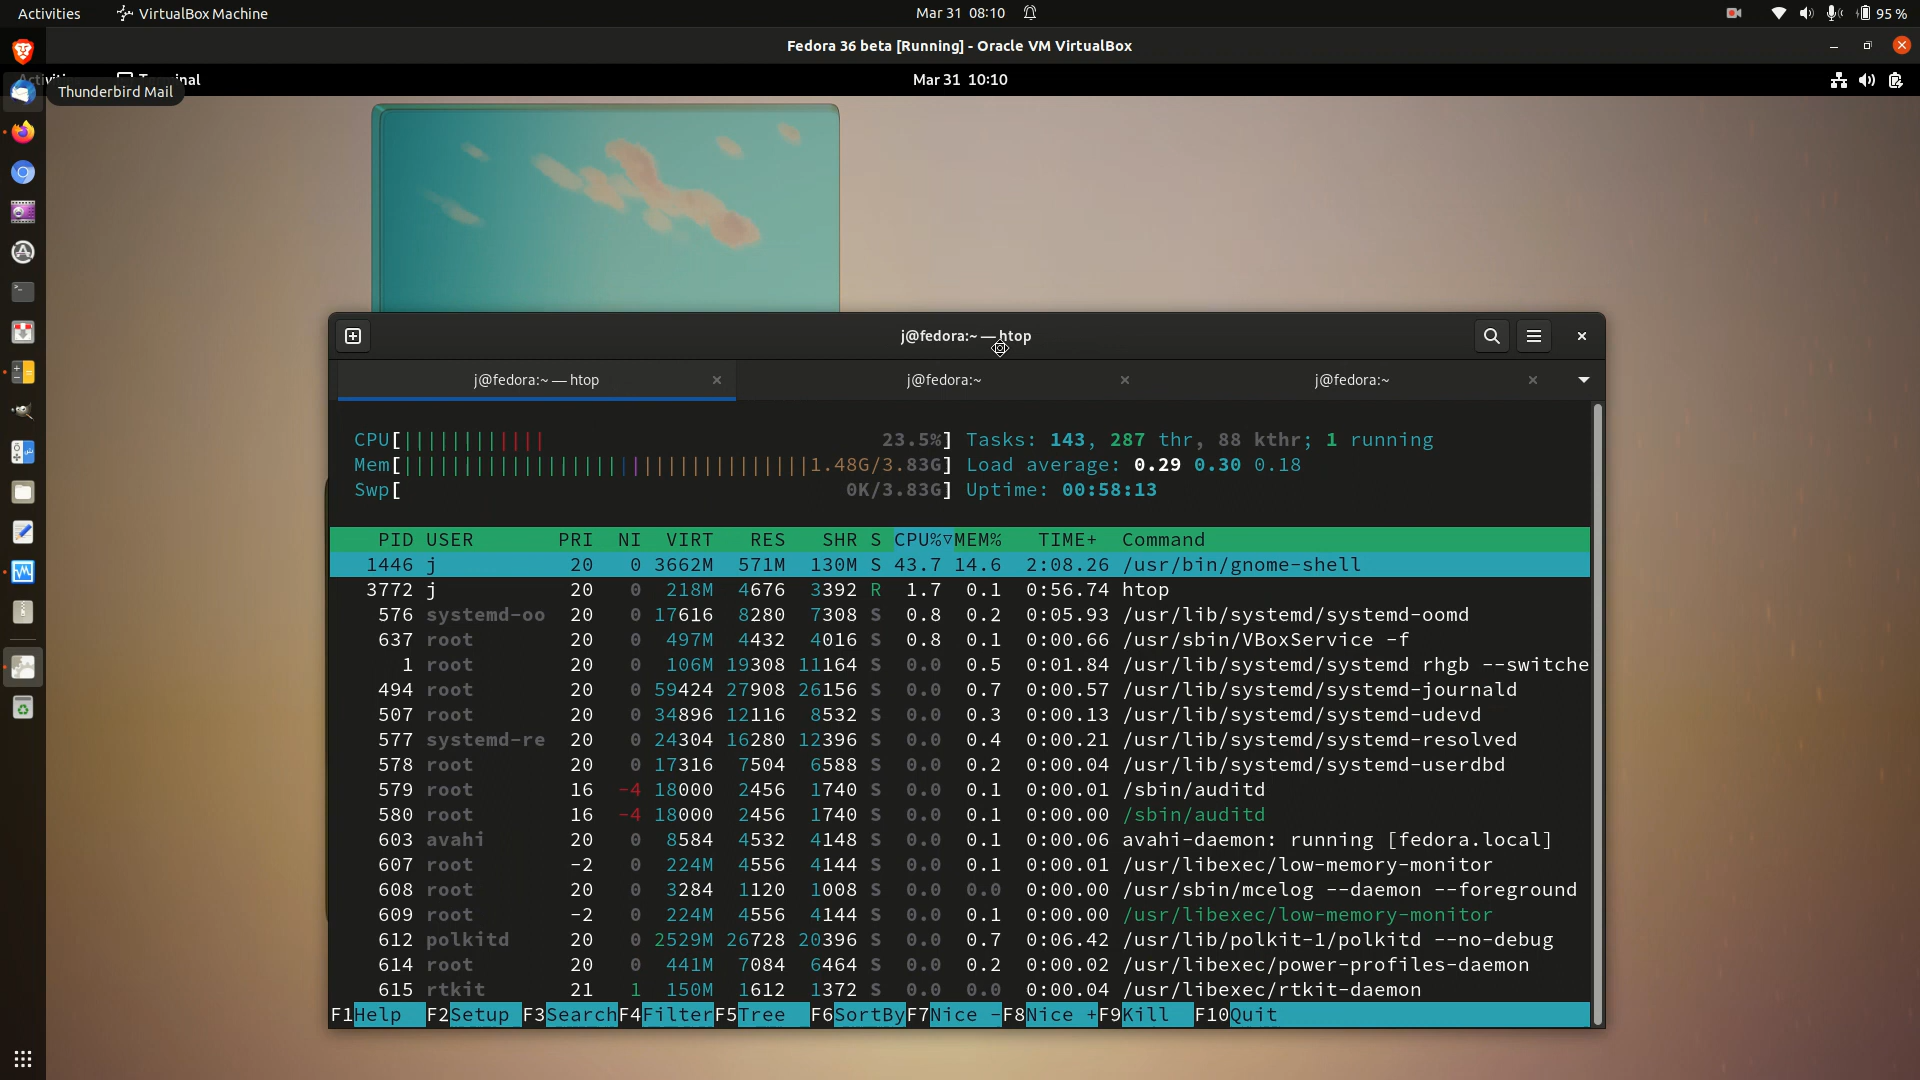 Activities VirtualBox Machine Mar 31 08:10 95 %
Fedora 36 beta [Running] - Oracle VM VirtualBox
Mar 31 10:10
Thunderbird Mail
j@fedora:~ — htop
j@fedora:~ — htop j@fedora:~ j@fedora:~
CPU[||||||||||||     23.5%] Tasks: 143, 287 thr, 88 kthr; 1 running
Mem[||||||||||||||||||||||||||||||||||1.48G/3.83G] Load average: 0.29 0.30 0.18
Swp[     0K/3.83G] Uptime: 00:58:13
PID USER PRI NI VIRT RES SHR S CPU%▽MEM% TIME+ Command
1446 j 20 0 3662M 571M 130M S 43.7 14.6 2:08.26 /usr/bin/gnome-shell
3772 j 20 0 218M 4676 3392 R 1.7 0.1 0:56.74 htop
576 systemd-oo 20 0 17616 8280 7308 S 0.8 0.2 0:05.93 /usr/lib/systemd/systemd-oomd
637 root 20 0 497M 4432 4016 S 0.8 0.1 0:00.66 /usr/sbin/VBoxService -f
1 root 20 0 106M 19308 11164 S 0.0 0.5 0:01.84 /usr/lib/systemd/systemd rhgb --switche
494 root 20 0 59424 27908 26156 S 0.0 0.7 0:00.57 /usr/lib/systemd/systemd-journald
507 root 20 0 34896 12116 8532 S 0.0 0.3 0:00.13 /usr/lib/systemd/systemd-udevd
577 systemd-re 20 0 24304 16280 12396 S 0.0 0.4 0:00.21 /usr/lib/systemd/systemd-resolved
578 root 20 0 17316 7504 6588 S 0.0 0.2 0:00.04 /usr/lib/systemd/systemd-userdbd
579 root 16 -4 18000 2456 1740 S 0.0 0.1 0:00.01 /sbin/auditd
580 root 16 -4 18000 2456 1740 S 0.0 0.1 0:00.00 /sbin/auditd
603 avahi 20 0 8584 4532 4148 S 0.0 0.1 0:00.06 avahi-daemon: running [fedora.local]
607 root -2 0 224M 4556 4144 S 0.0 0.1 0:00.01 /usr/libexec/low-memory-monitor
608 root 20 0 3284 1120 1008 S 0.0 0.0 0:00.00 /usr/sbin/mcelog --daemon --foreground
609 root -2 0 224M 4556 4144 S 0.0 0.1 0:00.00 /usr/libexec/low-memory-monitor
612 polkitd 20 0 2529M 26728 20396 S 0.0 0.7 0:06.42 /usr/lib/polkit-1/polkitd --no-debug
614 root 20 0 441M 7084 6464 S 0.0 0.2 0:00.02 /usr/libexec/power-profiles-daemon
615 rtkit 21 1 150M 1612 1372 S 0.0 0.0 0:00.04 /usr/libexec/rtkit-daemon
F1Help F2Setup F3SearchF4FilterF5Tree F6SortByF7Nice -F8Nice +F9Kill F10Quit